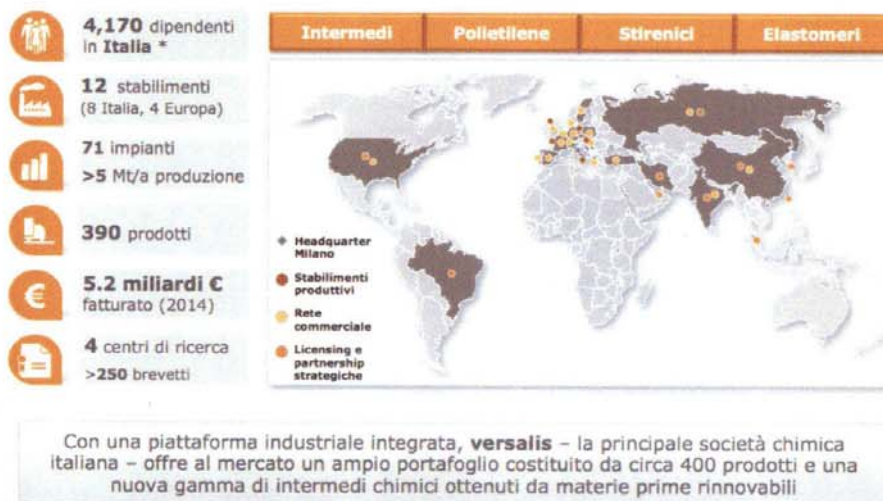 4,170 dipendenti
in Italia *
12 stabilimenti
(8 Italia, 4 Europa)
71 impianti
>5 Mt/a produzione
390 prodotti
5.2 miliardi €
fatturato (2014)
4 centri di ricerca
>250 brevetti
Intermedi
Polietilene
Stirenici
Elastomeri
Headquarter
Milano
Stabilimenti
produttivi
Rete
commerciale
Licensing e
partnership
strategiche
Con una piattaforma industriale integrata, versalis – la principale società chimica
italiana – offre al mercato un ampio portafoglio costituito da circa 400 prodotti e una
nuova gamma di intermedi chimici ottenuti da materie prime rinnovabili